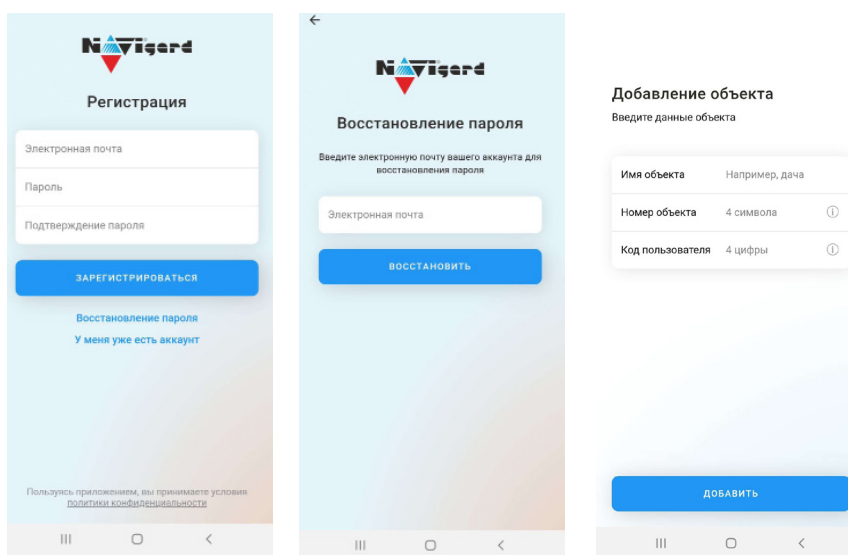 Navigard
Регистрация
Электронная почта
Пароль
Подтверждение пароля
ЗАРЕГИСТРИРОВАТЬСЯ
Восстановление пароля
У меня уже есть аккаунт
Пользуясь приложением, вы принимаете условия
политики конфиденциальности
Navigard
Восстановление пароля
Введите электронную почту вашего аккаунта для
восстановления пароля
Электронная почта
ВОССТАНОВИТЬ
Добавление объекта
Введите данные объекта
Имя объекта Например, дача
Номер объекта 4 символа
Код пользователя 4 цифры
ДОБАВИТЬ